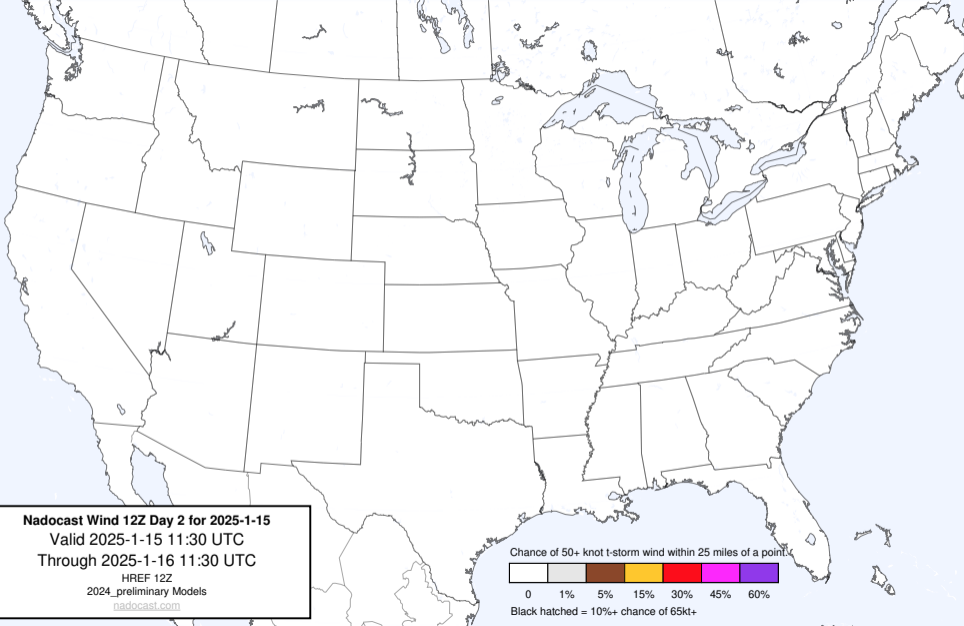 Nadocast Wind 12Z Day 2 for 2025-1-15
Valid 2025-1-15 11:30 UTC
Through 2025-1-16 11:30 UTC
HREF 12Z
2024_preliminary Models
nadocast.com
Chance of 50+ knot t-storm wind within 25 miles of a point.
0 1% 5% 15% 30% 45% 60%
Black hatched = 10%+ chance of 65kt+